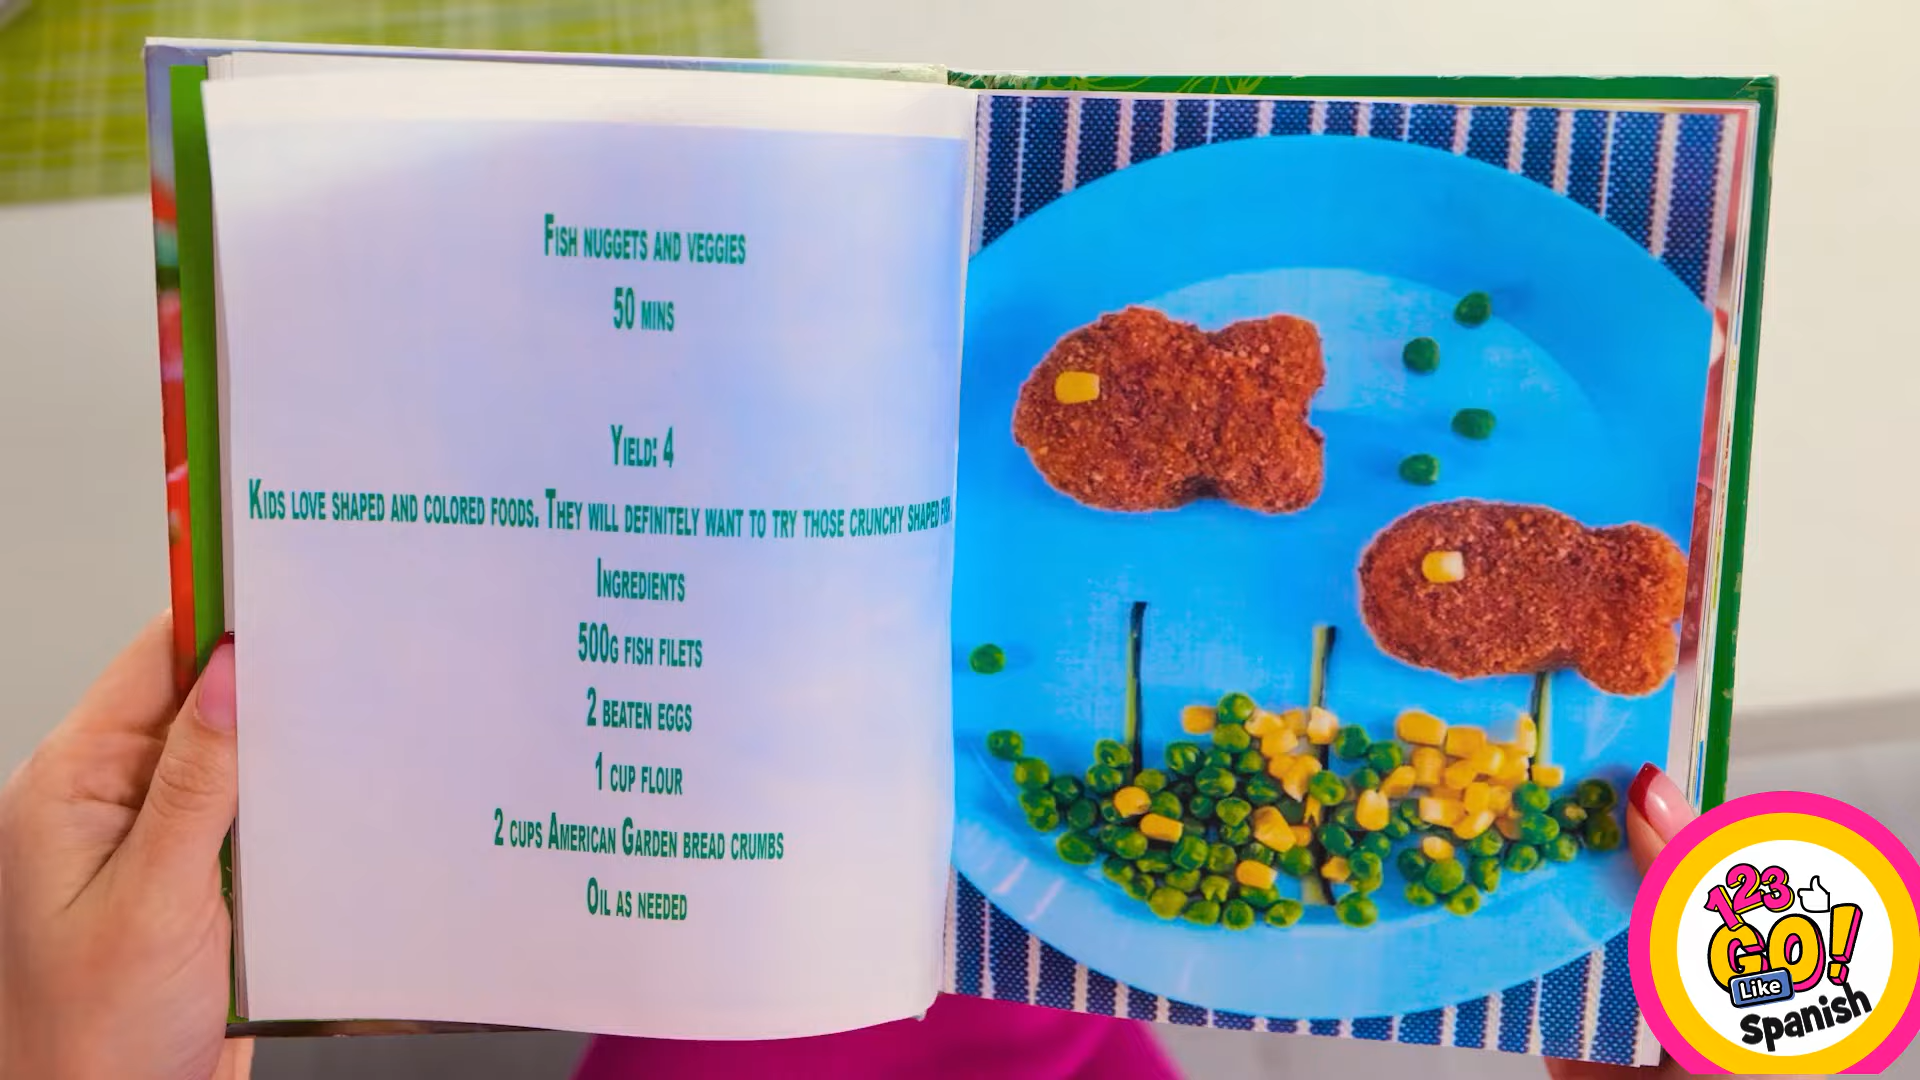 Fish nuggets and veggies
50 mins
Yield: 4
Kids love shaped and colored foods. They will definitely want to try those crunchy shaped
Ingredients
500g fish filets
2 beaten eggs
1 cup flour
2 cups American Garden bread crumbs
Oil as needed
123
GO!
Like
Spanish